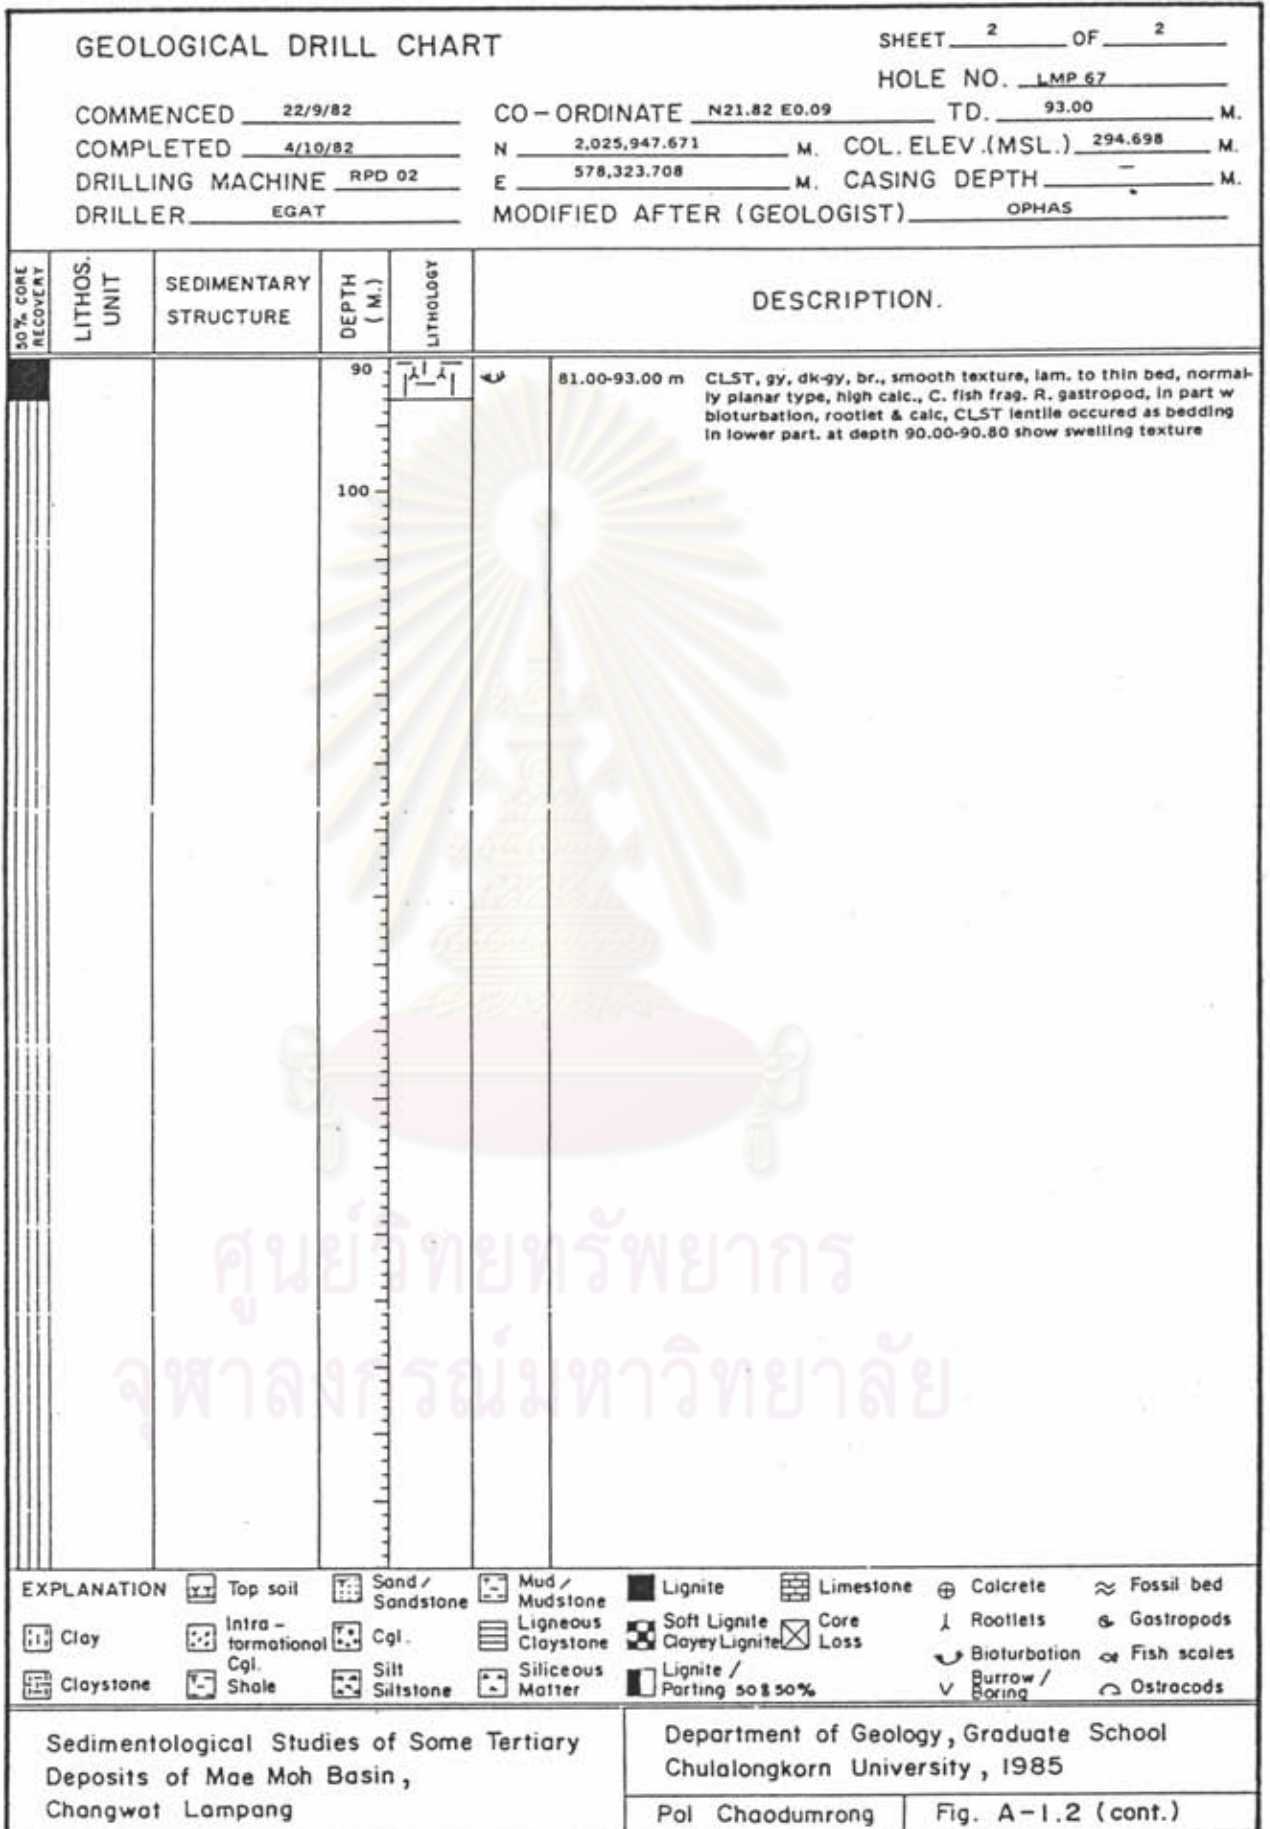 GEOLOGICAL DRILL CHART
SHEET 2 OF 2
HOLE NO. LMP 67
COMMENCED 22/9/82 CO-ORDINATE N21.82 E0.09 TD. 93.00 M.
COMPLETED 4/10/82 N 2,025,947.671 M. COL. ELEV.(MSL.) 294.698 M.
DRILLING MACHINE RPD 02 E 578,323.708 M. CASING DEPTH - M.
DRILLER EGAT MODIFIED AFTER (GEOLOGIST) OPHAS
50% CORE RECOVERY
LITHOS. UNIT
SEDIMENTARY STRUCTURE
DEPTH (M.)
LITHOLOGY
DESCRIPTION.
90
100
81.00-93.00 m CLST, gy, dk-gy, br., smooth texture, lam. to thin bed, normal-
ly planar type, high calc., C. fish frag. R. gastropod, in part w
bioturbation, rootlet & calc, CLST lentile occured as bedding
in lower part. at depth 90.00-90.80 show swelling texture
ศูนย์วิทยทรัพยากร
จุฬาลงกรณ์มหาวิทยาลัย
EXPLANATION
Top soil
Sand / Sandstone
Mud / Mudstone
Lignite
Limestone
Calcrete
Fossil bed
Clay
Intra-formational Cgl.
Cgl.
Ligneous Claystone
Soft Lignite Clayey Lignite
Core Loss
Rootlets
Gastropods
Bioturbation
Fish scales
Claystone
Shale
Silt Siltstone
Siliceous Matter
Lignite / Parting 50 & 50%
Burrow / Boring
Ostracods
Sedimentological Studies of Some Tertiary
Deposits of Mae Moh Basin,
Changwat Lampang
Department of Geology, Graduate School
Chulalongkorn University, 1985
Pol Chaodumrong
Fig. A-1.2 (cont.)